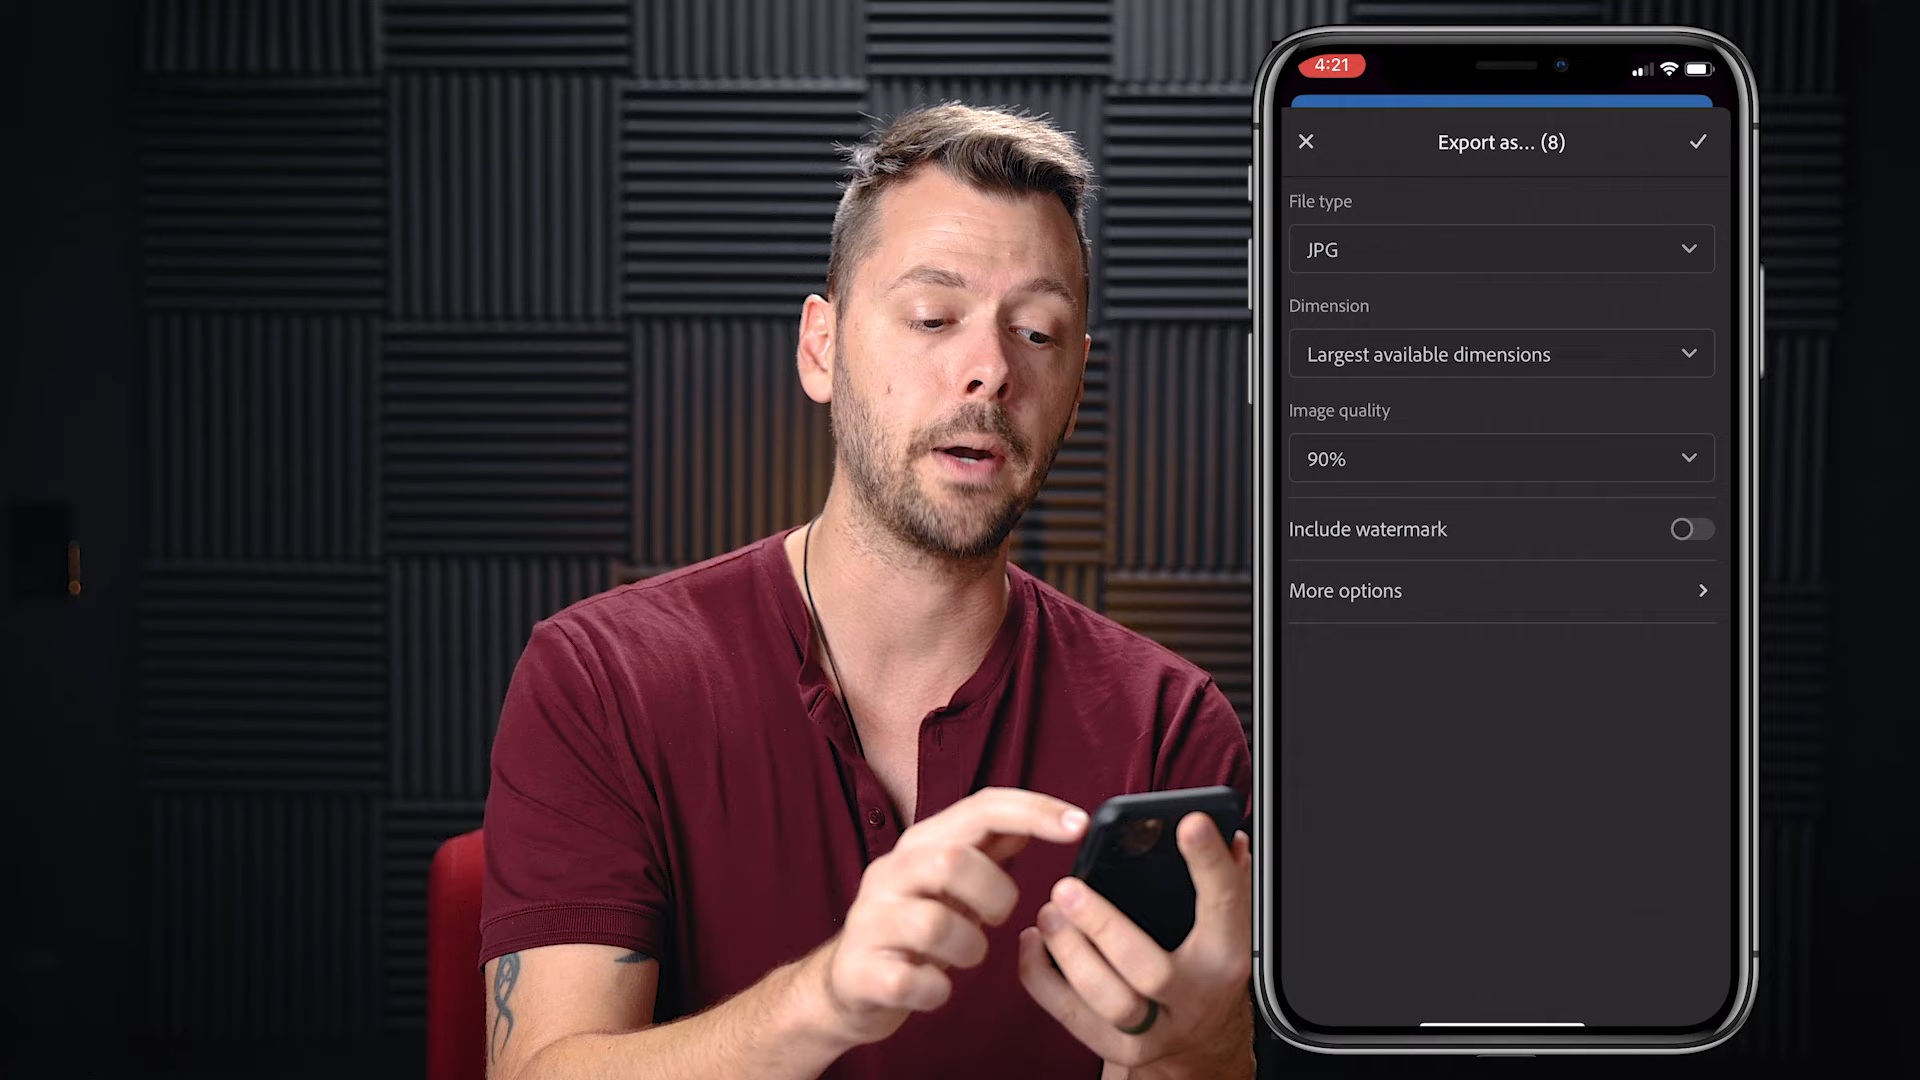 4:21
Export as... (8)
File type
JPG
Dimension
Largest available dimensions
Image quality
90%
Include watermark
More options